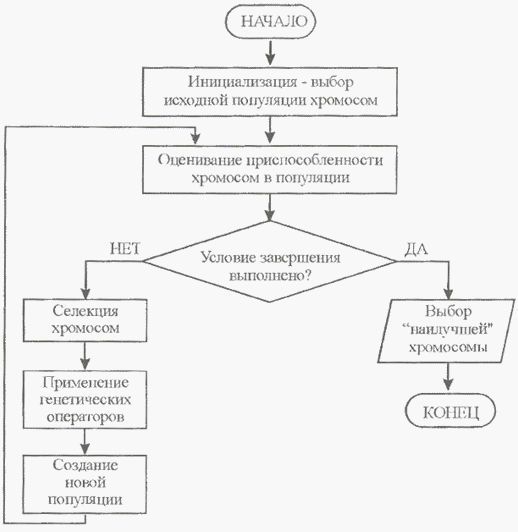 НАЧАЛО
Инициализация - выбор
исходной популяции хромосом
Оценивание приспособленности
хромосом в популяции
Условие завершения
выполнено?
НЕТ
ДА
Селекция
хромосом
Применение
генетических
операторов
Создание
новой
популяции
Выбор
“наилучшей"
хромосомы
КОНЕЦ